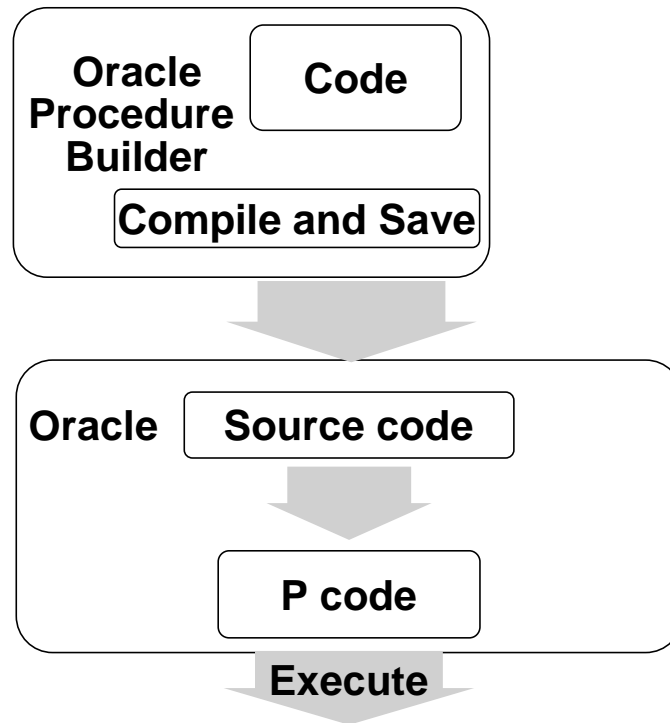 Oracle
Procedure
Builder
Code
Compile and Save
Oracle
Source code
P code
Execute